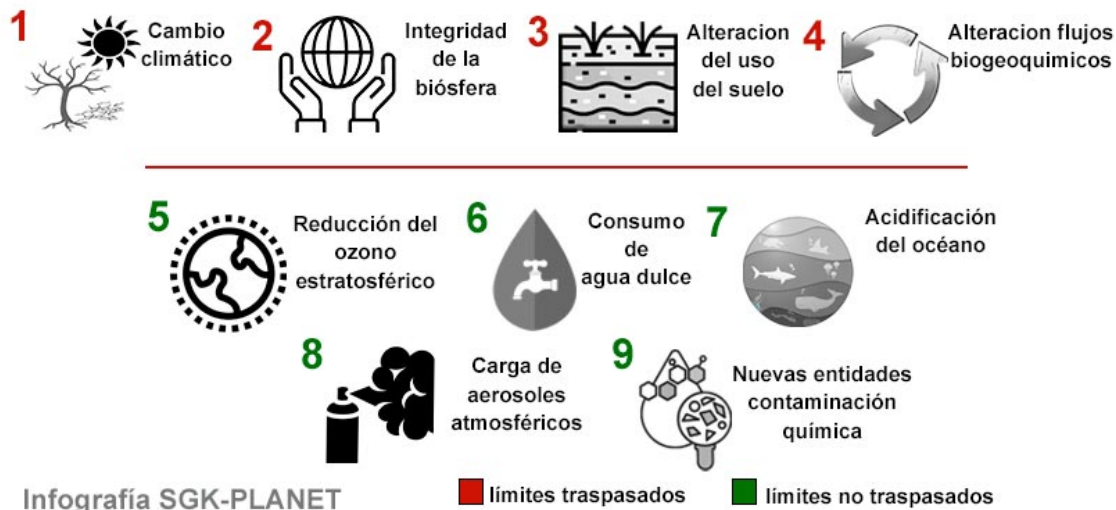 1
Cambio
climático
2
Integridad
de la
biósfera
3
Alteracion
del uso
del suelo
4
Alteracion flujos
biogeoquimicos
5
Reducción del
ozono
estratosférico
6
Consumo
de
agua dulce
7
Acidificación
del océano
8
Carga de
aerosoles
atmosféricos
9
Nuevas entidades
contaminación
química
Infografía SGK-PLANET
límites traspasados
límites no traspasados